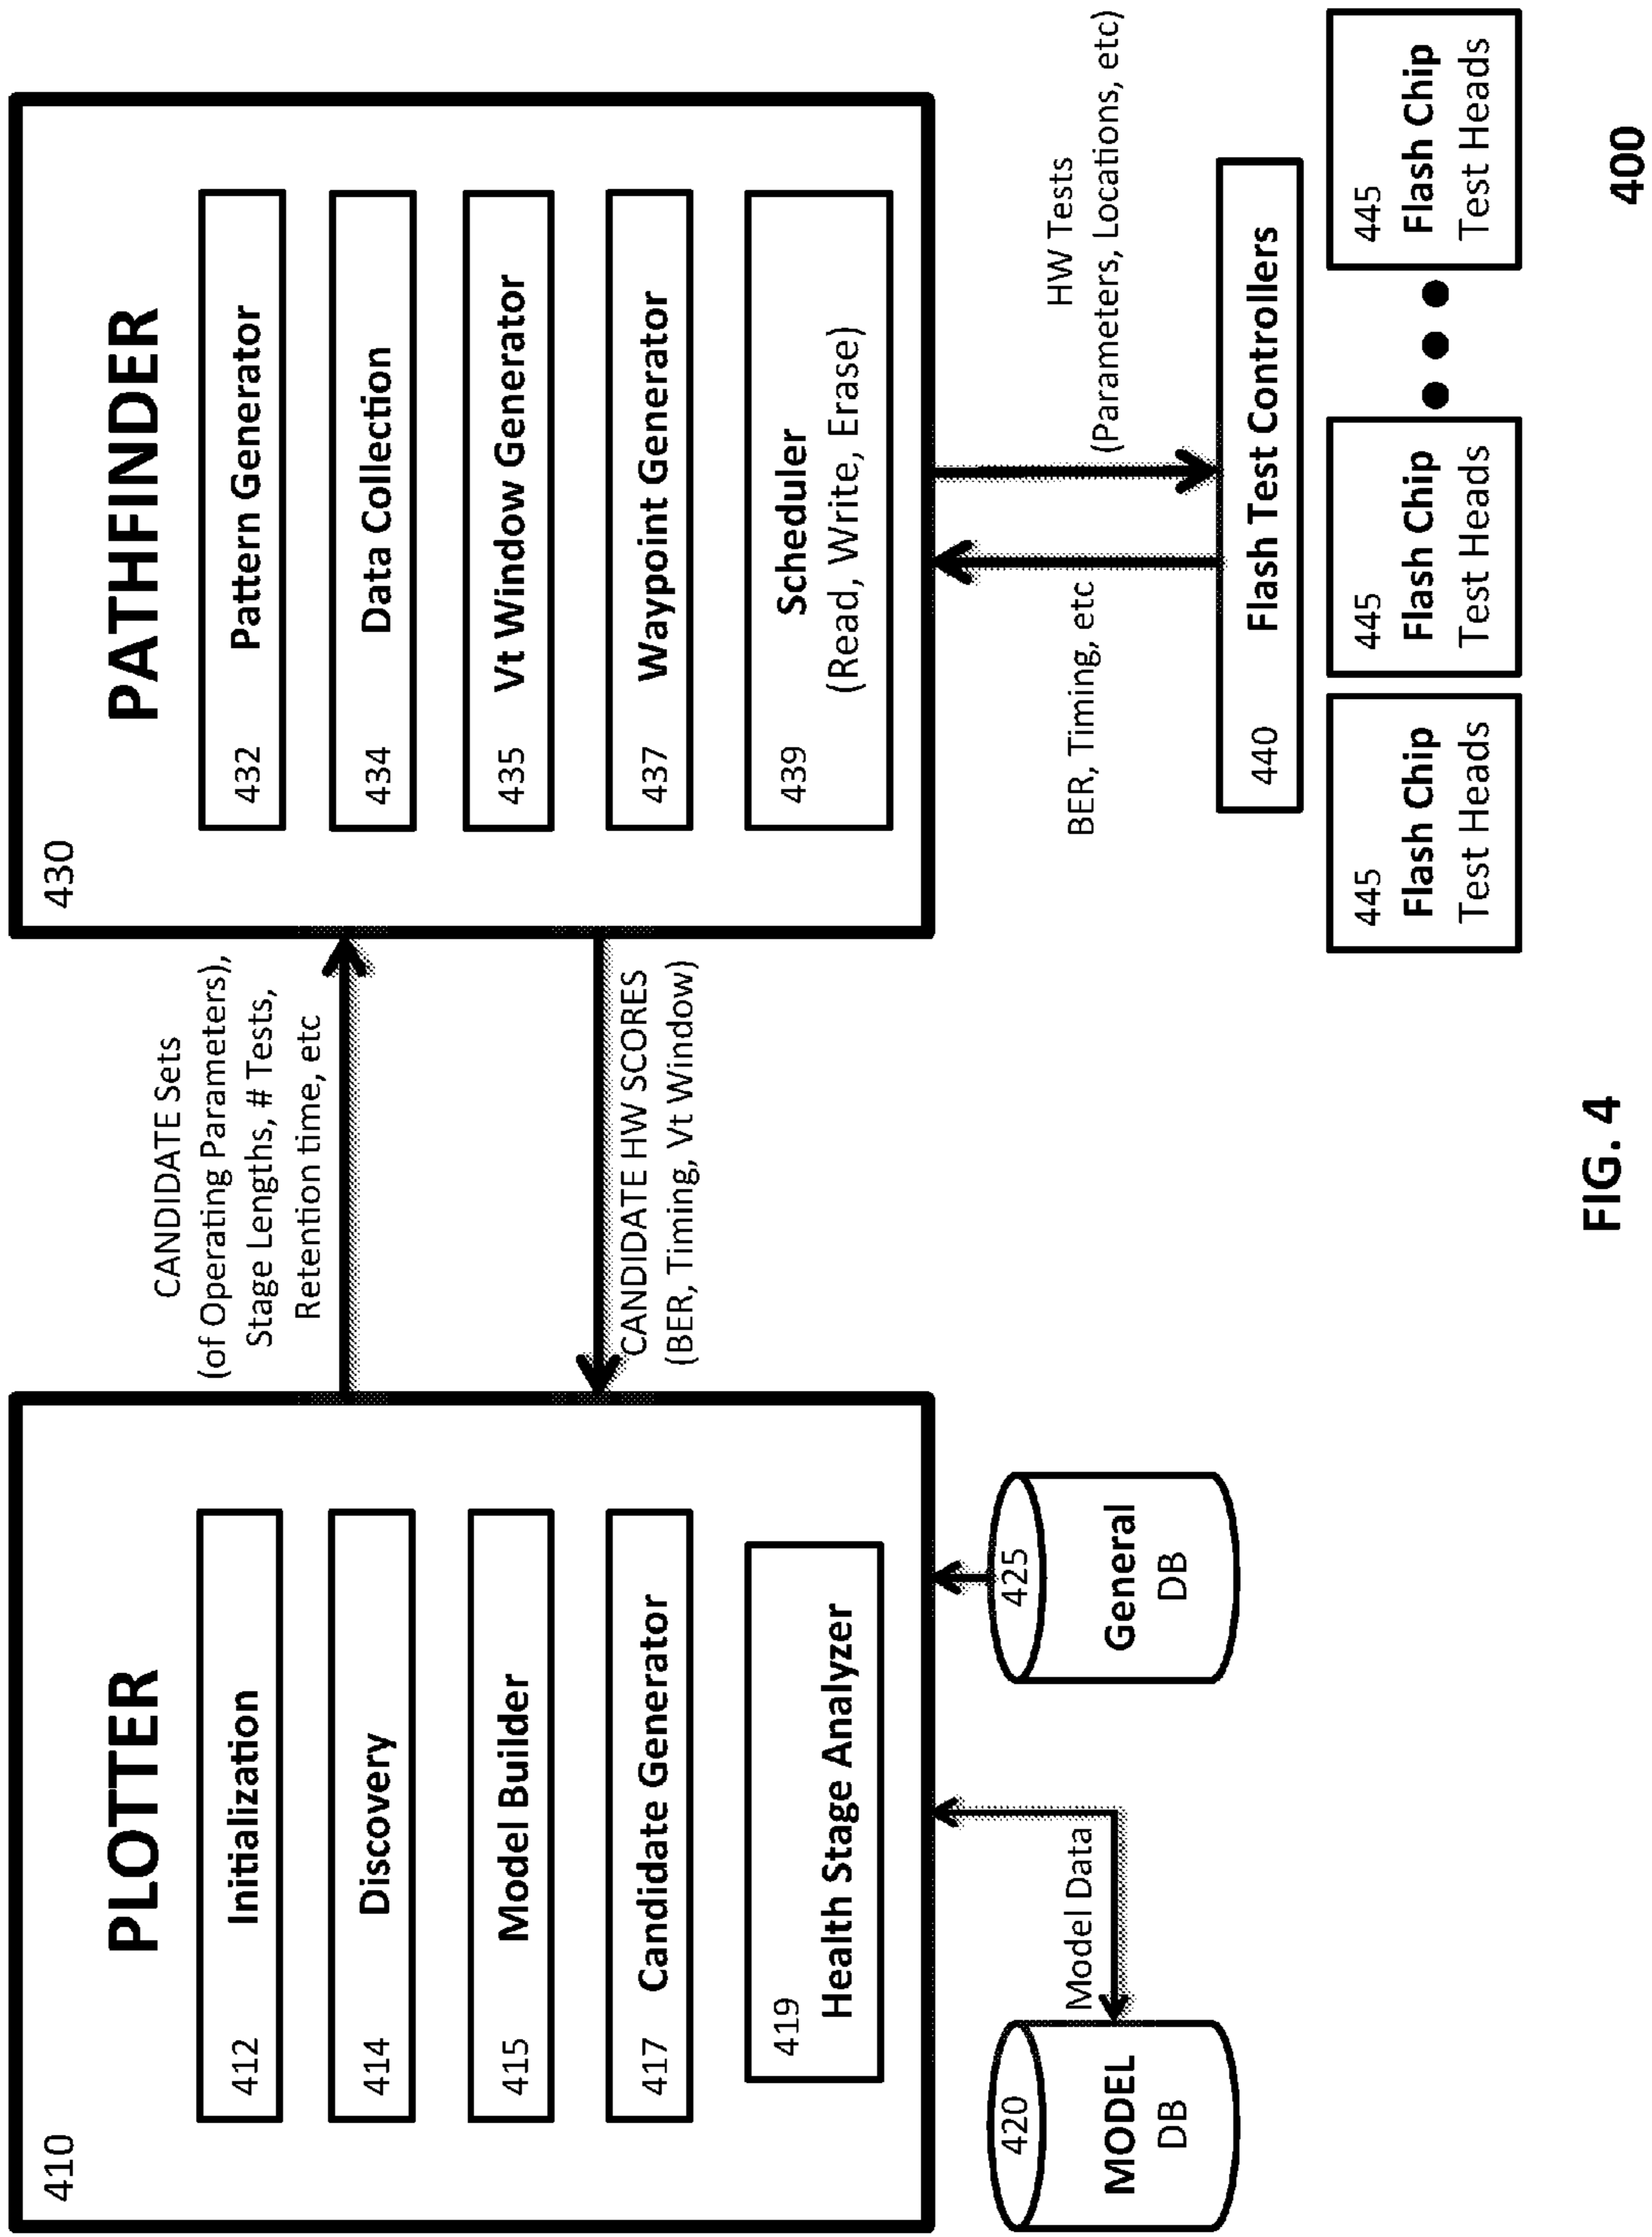 410
PLOTTER
412 Initialization
414 Discovery
415 Model Builder
417 Candidate Generator
419
Health Stage Analyzer
420
MODEL
DB
Model Data
425
General
DB
CANDIDATE Sets
(of Operating Parameters),
Stage Lengths, # Tests,
Retention time, etc
CANDIDATE HW SCORES
(BER, Timing, Vt Window)
430
PATHFINDER
432 Pattern Generator
434 Data Collection
435 Vt Window Generator
437 Waypoint Generator
439 Scheduler
(Read, Write, Erase)
BER, Timing, etc
HW Tests
(Parameters, Locations, etc)
440 Flash Test Controllers
445
Flash Chip
Test Heads
445
Flash Chip
Test Heads
445
Flash Chip
Test Heads
FIG. 4
400